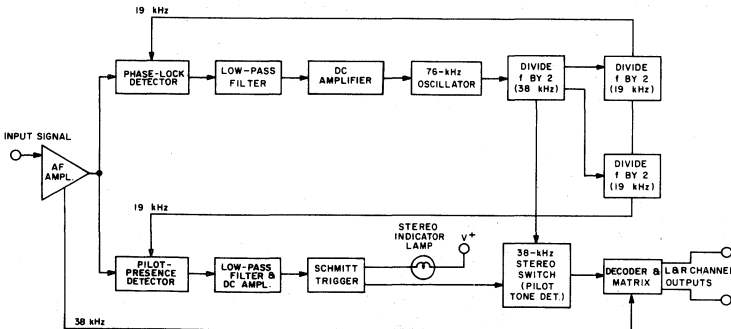 19 kHz
PHASE-LOCK
DETECTOR
LOW-PASS
FILTER
DC
AMPLIFIER
76-kHz
OSCILLATOR
DIVIDE
f BY 2
(38 kHz)
DIVIDE
f BY 2
(19 kHz)
INPUT SIGNAL
AF
AMPL.
DIVIDE
f BY 2
(19 kHz)
19 kHz
STEREO
INDICATOR
LAMP
V+
PILOT-
PRESENCE
DETECTOR
LOW-PASS
FILTER &
DC AMPL.
SCHMITT
TRIGGER
38-kHz
STEREO
SWITCH
(PILOT
TONE DET.)
DECODER &
MATRIX
L&R CHANNEL
OUTPUTS
38 kHz